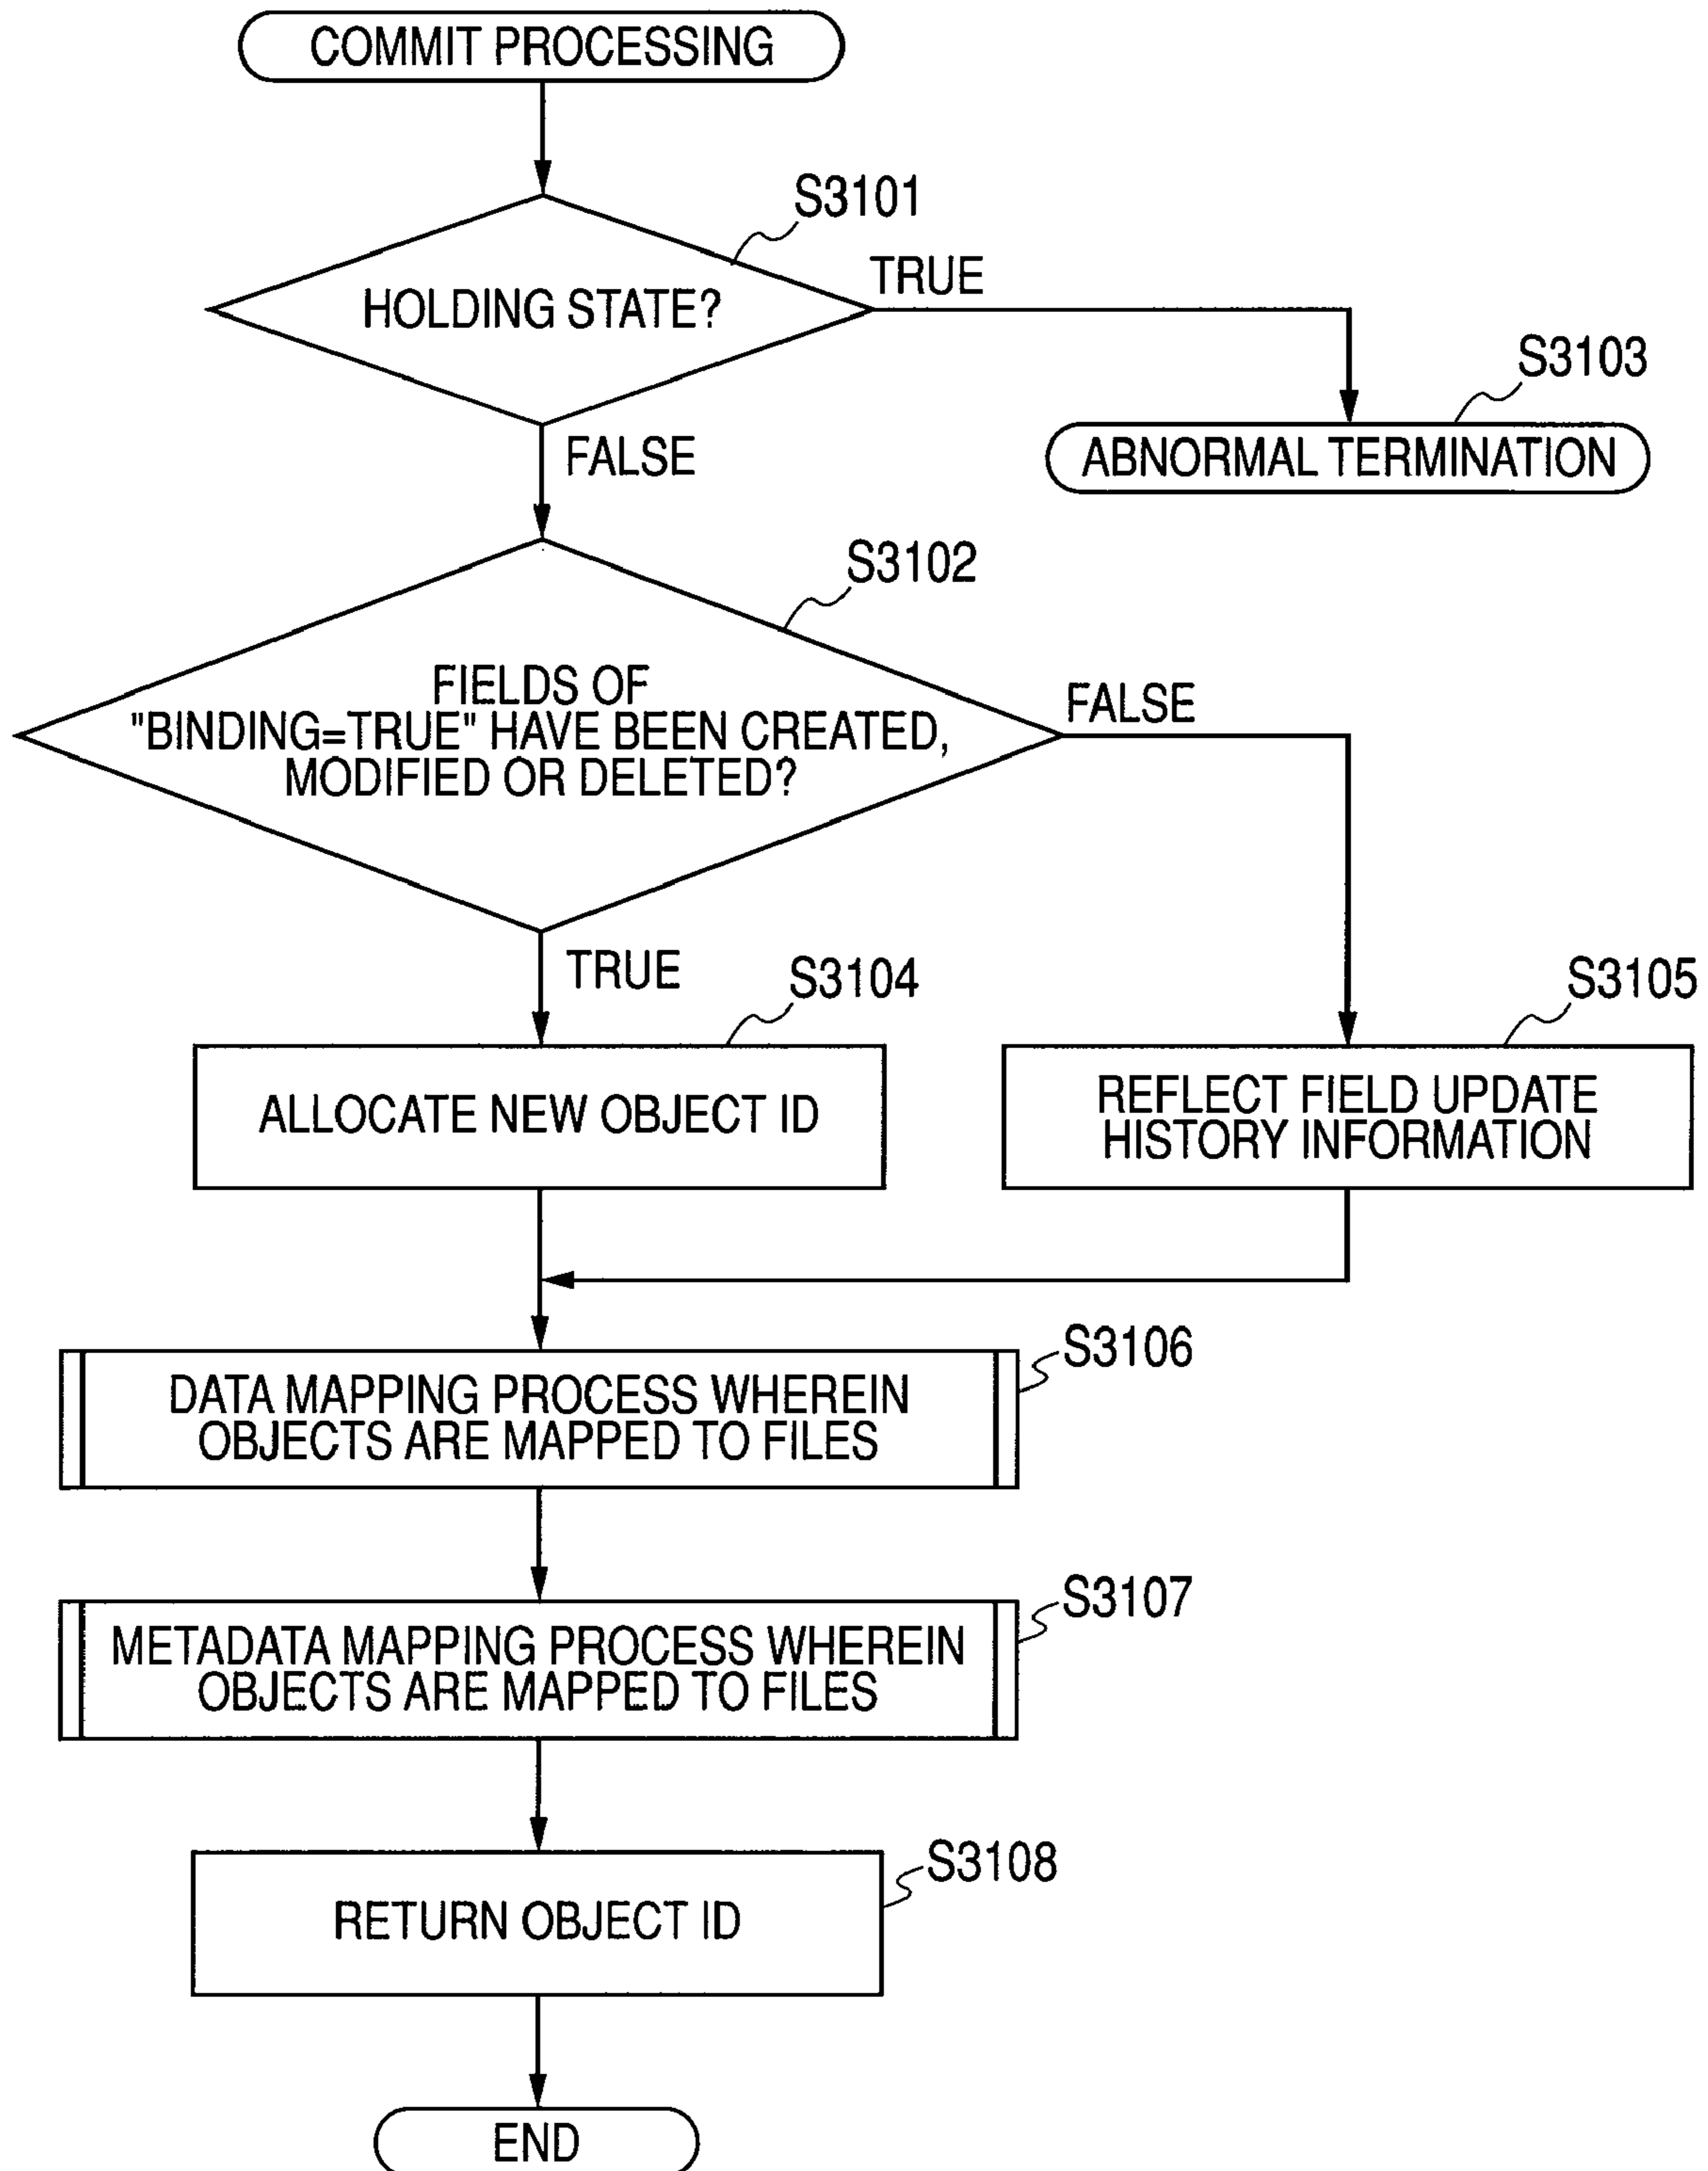 COMMIT PROCESSING
S3101
HOLDING STATE?
TRUE
S3103
ABNORMAL TERMINATION
FALSE
S3102
FIELDS OF
"BINDING=TRUE" HAVE BEEN CREATED,
MODIFIED OR DELETED?
FALSE
TRUE
S3104
ALLOCATE NEW OBJECT ID
S3105
REFLECT FIELD UPDATE
HISTORY INFORMATION
S3106
DATA MAPPING PROCESS WHEREIN
OBJECTS ARE MAPPED TO FILES
S3107
METADATA MAPPING PROCESS WHEREIN
OBJECTS ARE MAPPED TO FILES
S3108
RETURN OBJECT ID
END